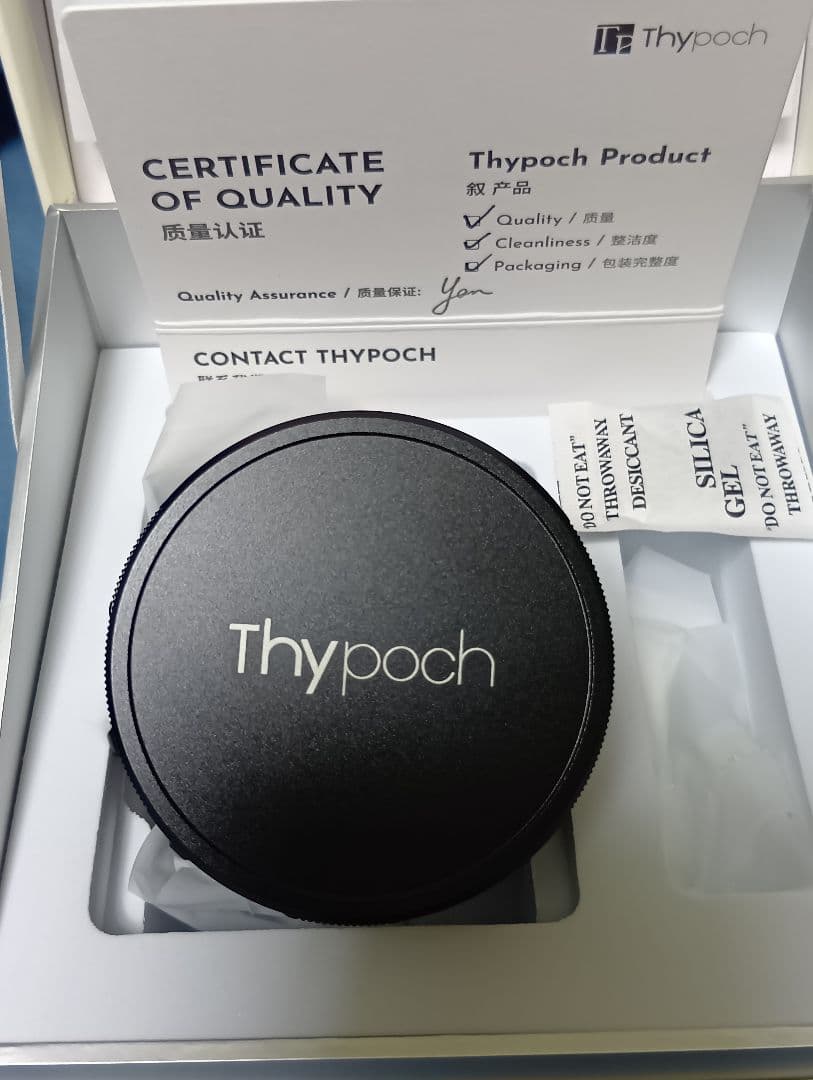 Thypoch
CERTIFICATE
OF QUALITY
质量认证
Thypoch Product
叙 产品
Quality / 质量
Cleanliness / 整洁度
Packaging / 包装完整度
Quality Assurance / 质量保证: Yan
CONTACT THYPOCH
"DO NOT EAT"
THROWAWAY
DESICCANT
SILICA
GEL
"DO NOT EAT"
THROWAWAY
Thypoch